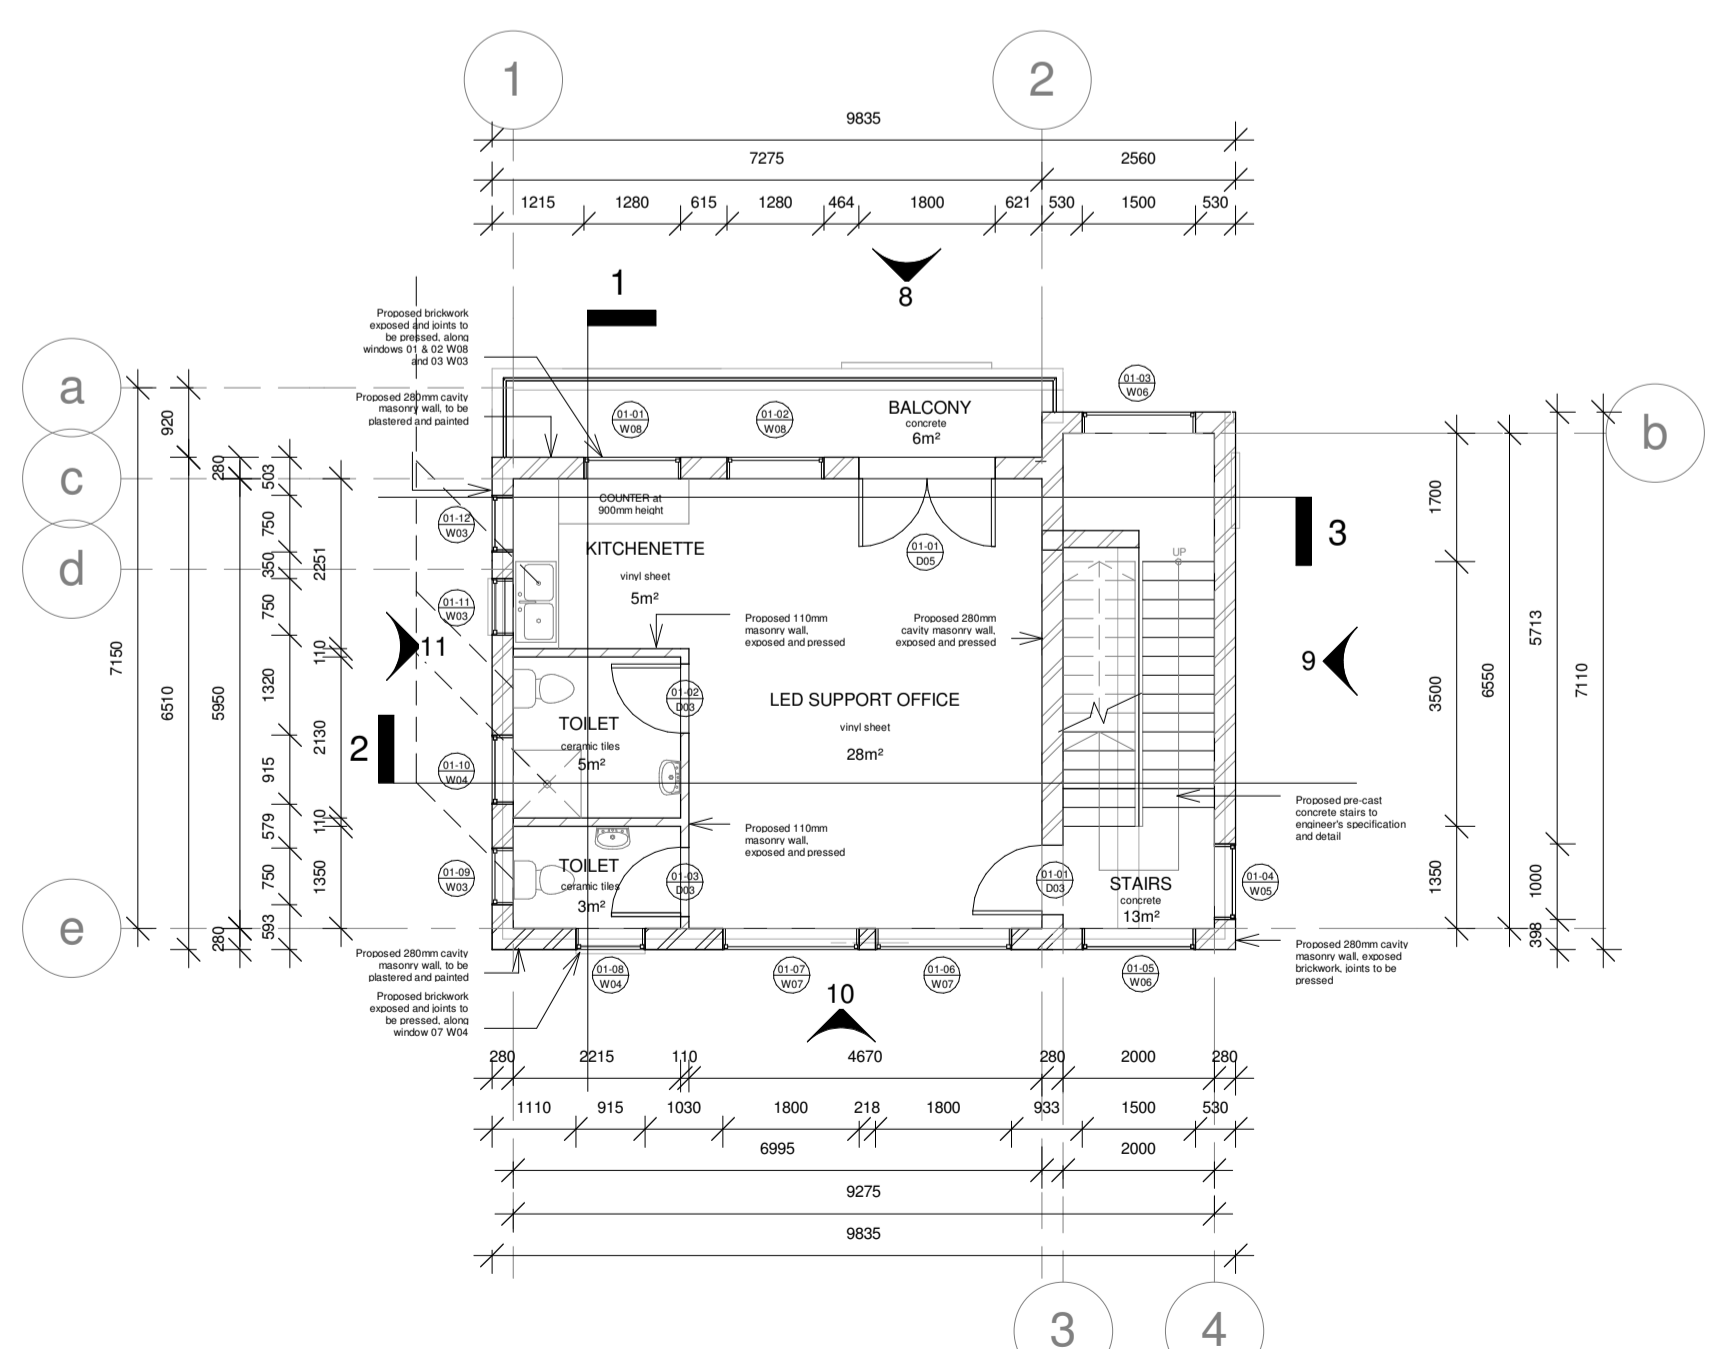 1
2
9835
7275
2560
1215
1280
615
1280
464
1800
621
530
1500
530
1
8
Proposed brickwork
exposed and joints to
be pressed, along
windows 01 & 02 W08
and 03 W03
Proposed 280mm cavity
masonry wall, to be
plastered and painted
a
b
c
d
e
920
280
503
750
350
2251
750
110
7150
6510
5950
1320
2130
915
579
110
750
1350
593
280
01-01
W08
01-02
W08
BALCONY
concrete
6m²
01-03
W06
01-12
W03
COUNTER at
900mm height
KITCHENETTE
vinyl sheet
5m²
01-01
D05
UP
3
01-11
W03
11
Proposed 110mm
masonry wall,
exposed and pressed
Proposed 280mm
cavity masonry wall,
exposed and pressed
9
01-02
D03
LED SUPPORT OFFICE
vinyl sheet
28m²
TOILET
ceramic tiles
5m²
2
01-10
W04
Proposed 110mm
masonry wall,
exposed and pressed
Proposed pre-cast
concrete stairs to
engineer's specification
and detail
TOILET
ceramic tiles
3m²
01-09
W03
01-03
D03
01-01
D03
STAIRS
concrete
13m²
01-04
W05
1700
3500
1350
6550
5713
1000
398
7110
Proposed 280mm cavity
masonry wall, to be
plastered and painted
Proposed brickwork
exposed and joints to
be pressed, along
window 07 W04
01-08
W04
01-07
W07
01-06
W07
01-05
W06
10
Proposed 280mm cavity
masonry wall, exposed
brickwork, joints to be
pressed
280
2215
110
4670
280
2000
280
1110
915
1030
1800
218
1800
933
1500
530
6995
2000
9275
9835
3
4